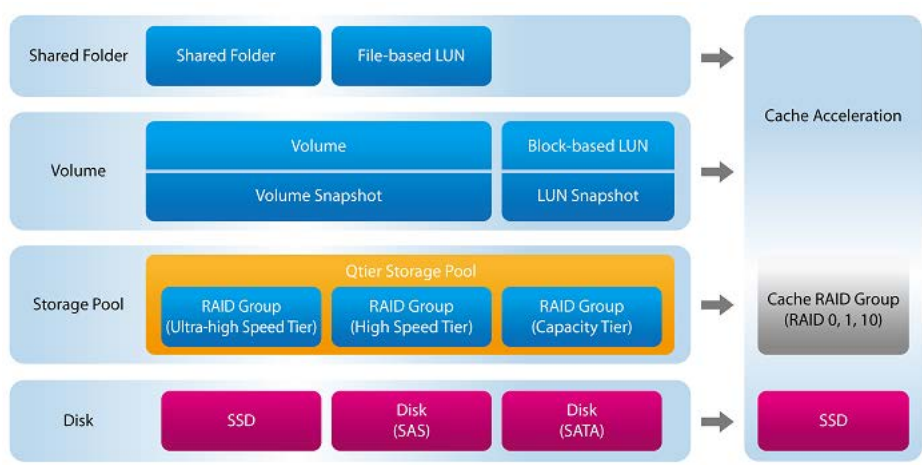 Shared Folder
Shared Folder
File-based LUN
Cache Acceleration
Volume
Volume
Block-based LUN
Volume Snapshot
LUN Snapshot
Storage Pool
Qtier Storage Pool
RAID Group
(Ultra-high Speed Tier)
RAID Group
(High Speed Tier)
RAID Group
(Capacity Tier)
Cache RAID Group
(RAID 0, 1, 10)
Disk
SSD
Disk
(SAS)
Disk
(SATA)
SSD